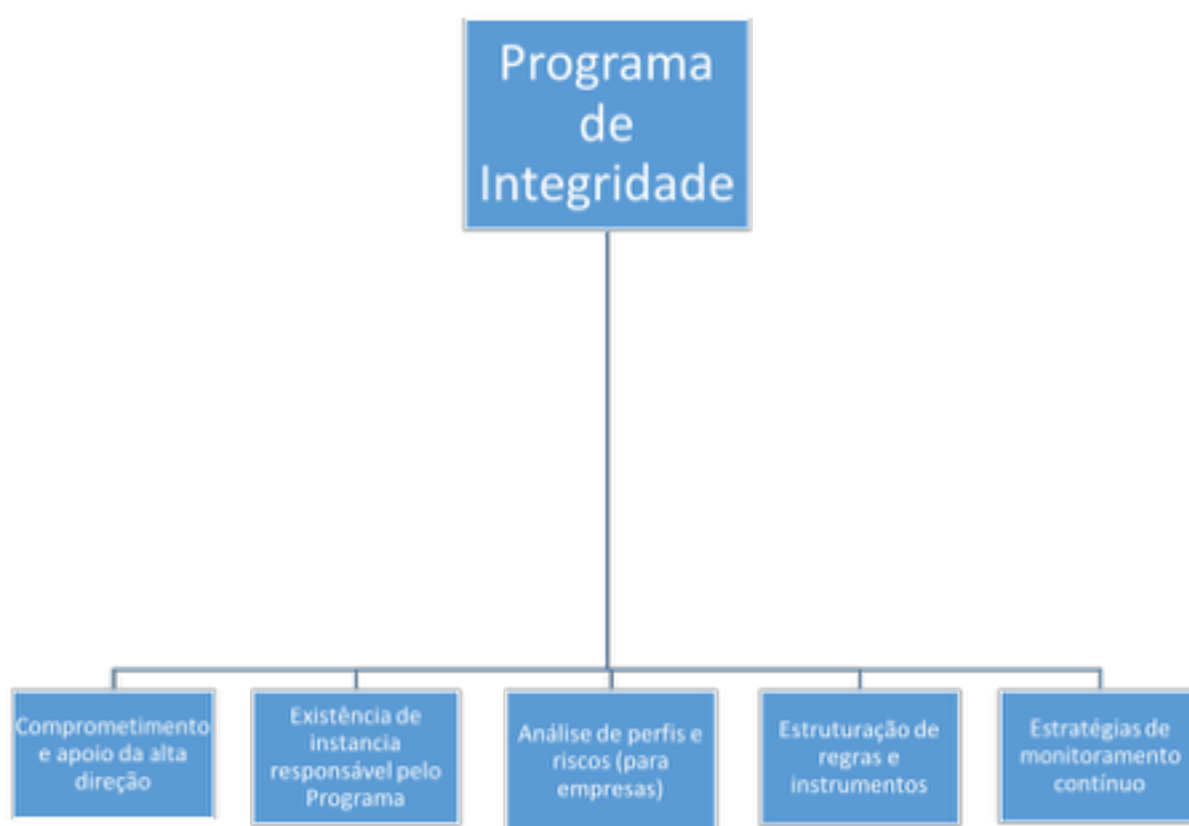 Programa
de
Integridade
Comprometimento
e apoio da alta
direção
Existência de
instancia
responsável pelo
Programa
Análise de perfis e
riscos (para
empresas)
Estruturação de
regras e
instrumentos
Estratégias de
monitoramento
contínuo